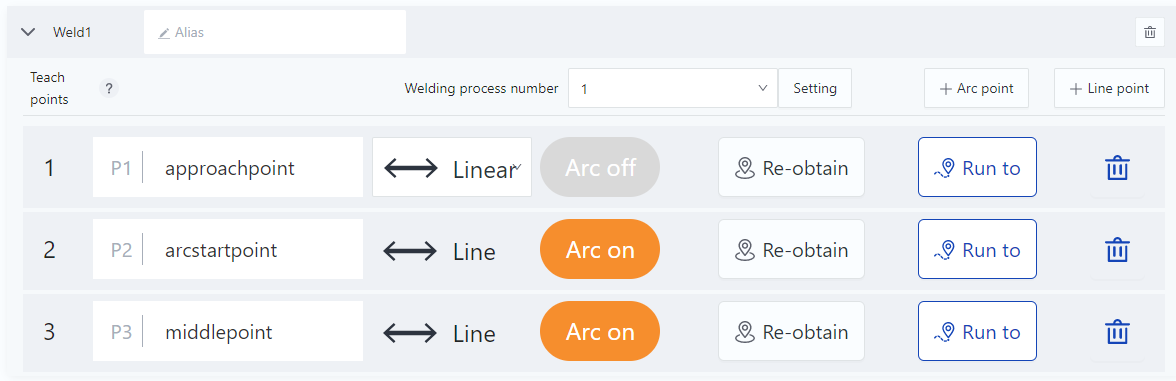 Weld1 Alias
Teach points ? Welding process number 1 Setting + Arc point + Line point
1 P1 approachpoint Linear Arc off Re-obtain Run to
2 P2 arcstartpoint Line Arc on Re-obtain Run to
3 P3 middlepoint Line Arc on Re-obtain Run to